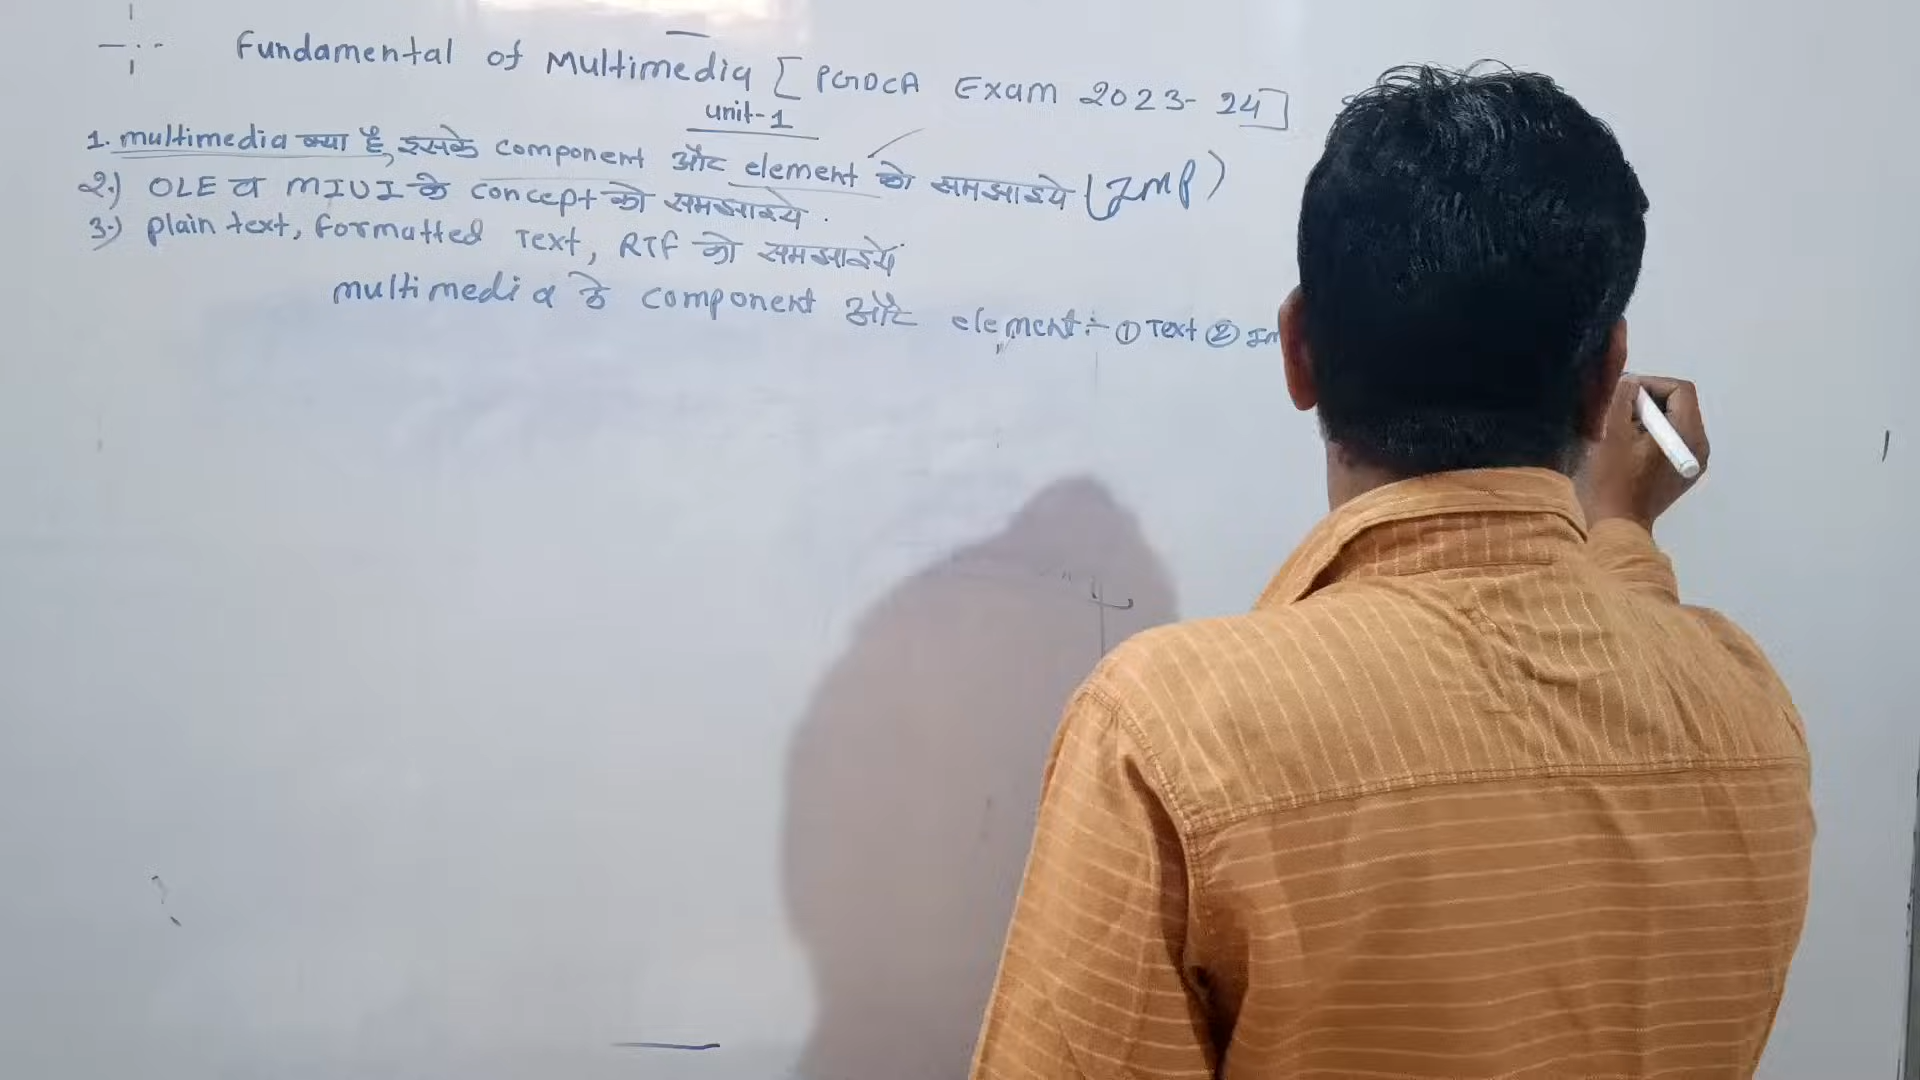 Fundamental of Multimedia [PGDCA Exam 2023-24]
unit-1
1. multimedia क्या है, इसके component और element को समझाइये (IMP)
2.) OLE व MIUI के concept को समझाइये.
3.) plain text, formatted Text, RTF को समझाइये
multimedia के component और element :- ① Text ②